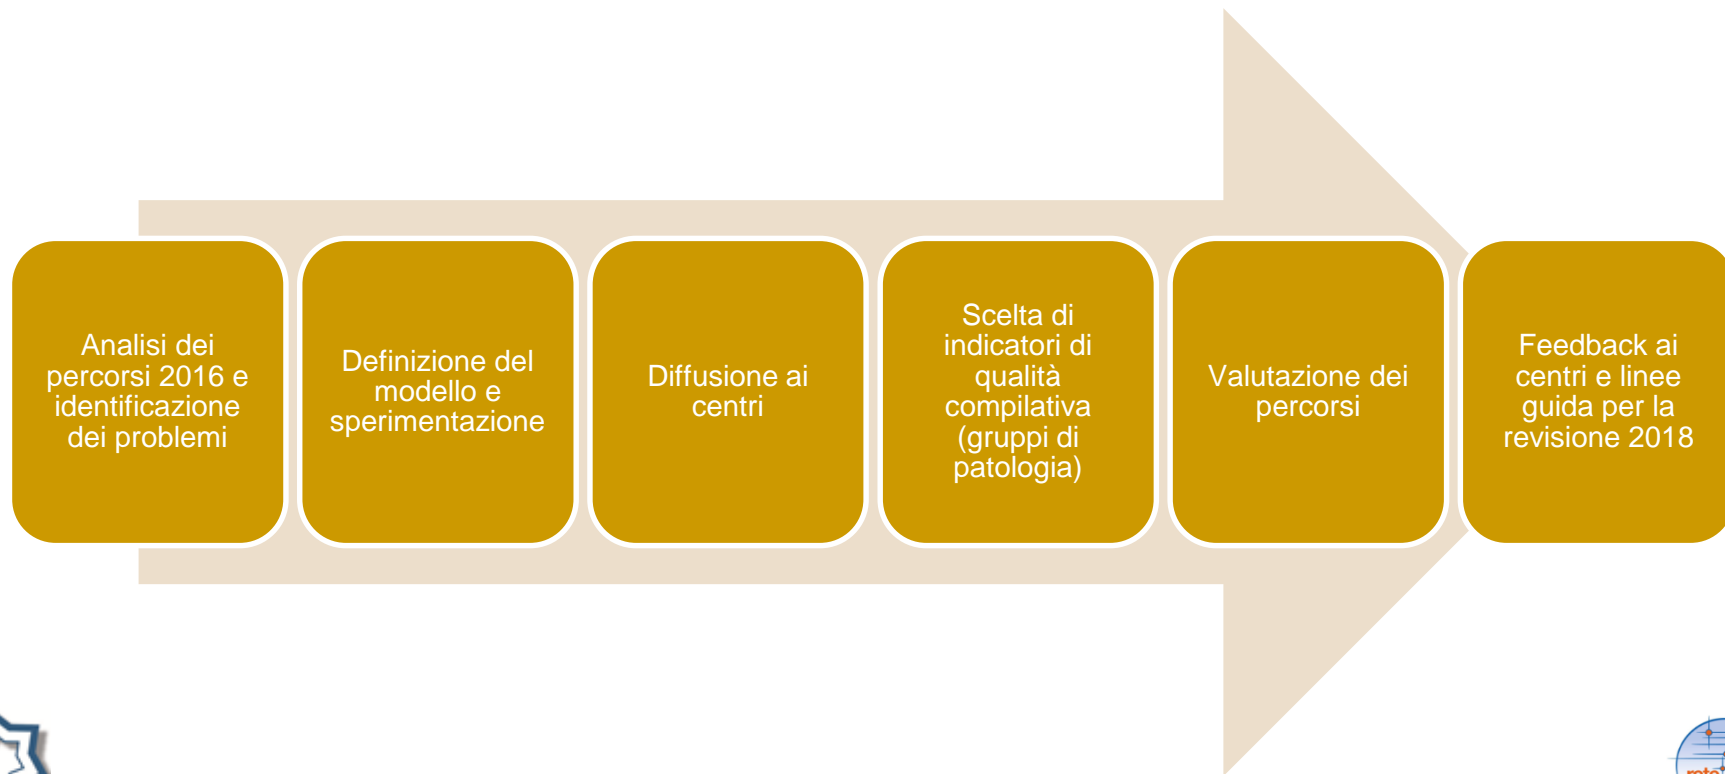 Analisi dei
percorsi 2016 e
identificazione
dei problemi
Definizione del
modello e
sperimentazione
Diffusione ai
centri
Scelta di
indicatori di
qualità
compilativa
(gruppi di
patologia)
Valutazione dei
percorsi
Feedback ai
centri e linee
guida per la
revisione 2018